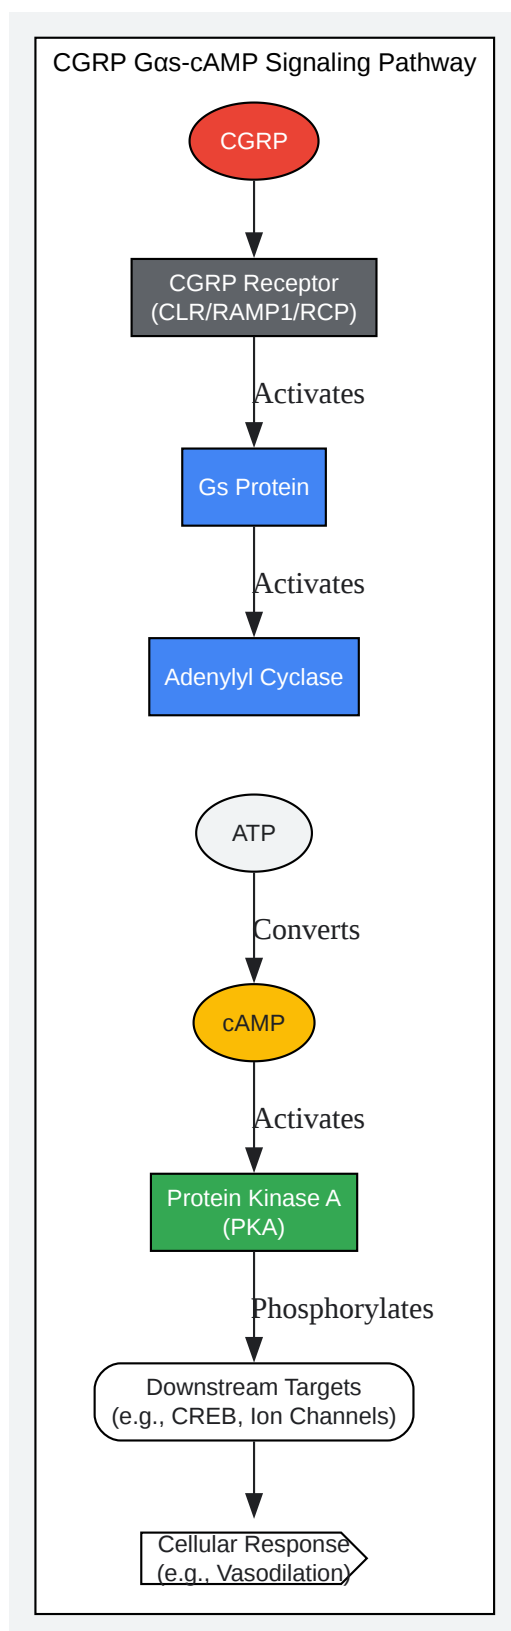 CGRP Gαs-cAMP Signaling Pathway
CGRP
CGRP Receptor
(CLR/RAMP1/RCP)
Activates
Gs Protein
Activates
Adenylyl Cyclase
ATP
Converts
cAMP
Activates
Protein Kinase A
(PKA)
Phosphorylates
Downstream Targets
(e.g., CREB, Ion Channels)
Cellular Response
(e.g., Vasodilation)